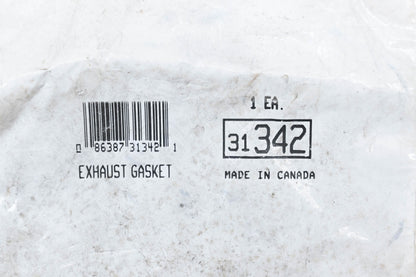 1 EA.
0 86387 31342 1
31 342
EXHAUST GASKET
MADE IN CANADA